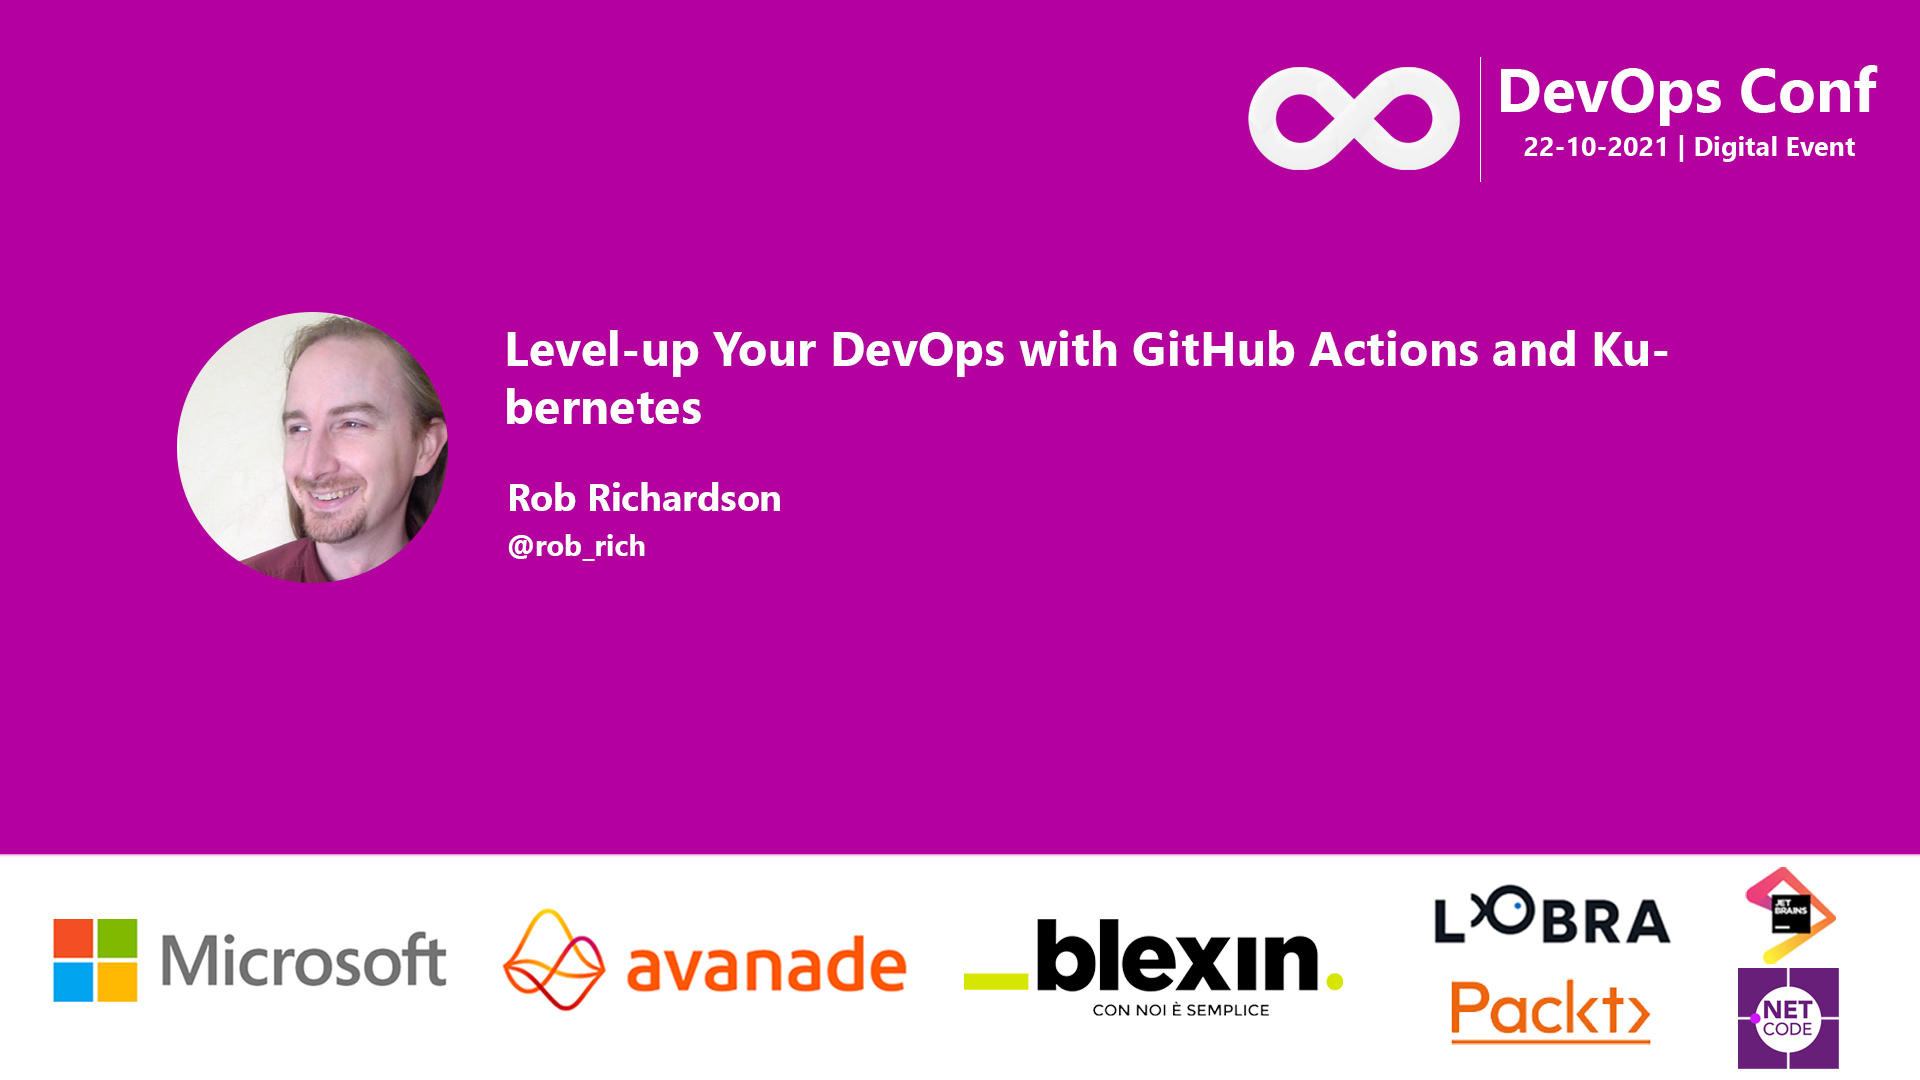 DevOps Conf
22-10-2021 | Digital Event
Level-up Your DevOps with GitHub Actions and Ku-
bernetes
Rob Richardson
@rob_rich
Microsoft
avanade
blexin.
CON NOI È SEMPLICE
LOBRA
Packt>
JET
BRAINS
NET
CODE